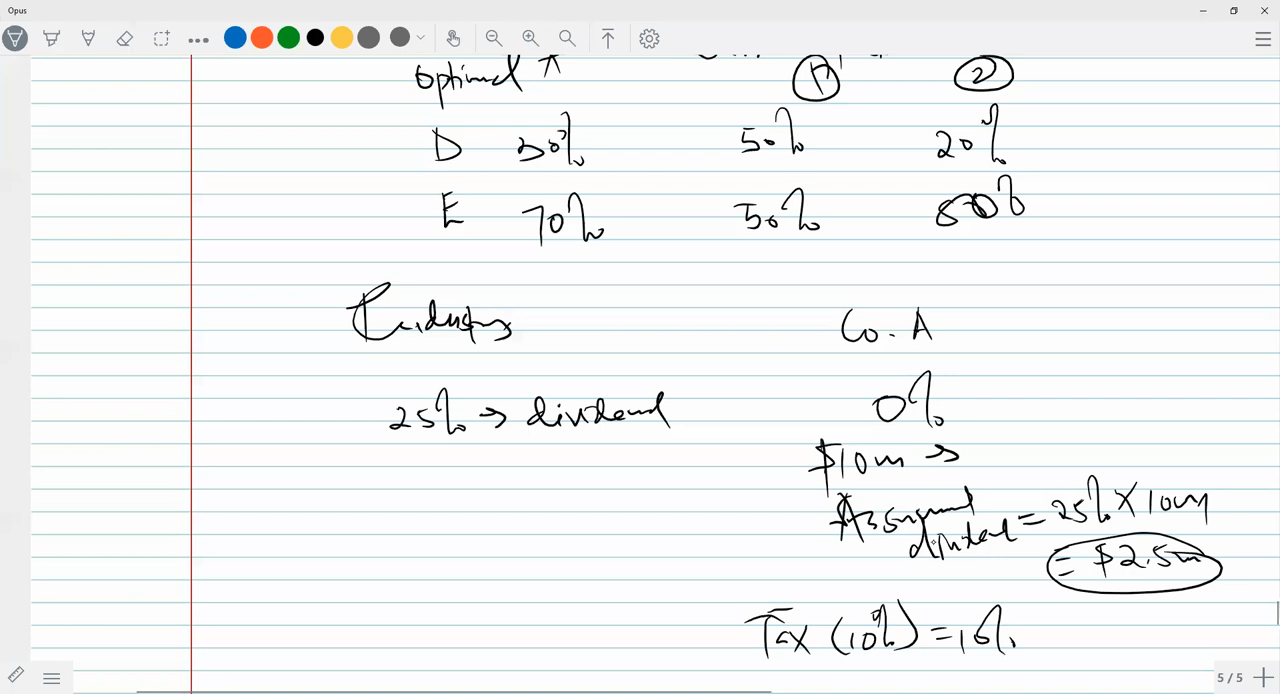 Opus
Optimal
1
2
D 30% 50% 20%
E 70% 50% 80%
Industry Co. A
25% → dividend 0%
$10m →
Assumed dividend = 25% × 10m
= $2.5m
Tax (10%) = 10%
5 / 5